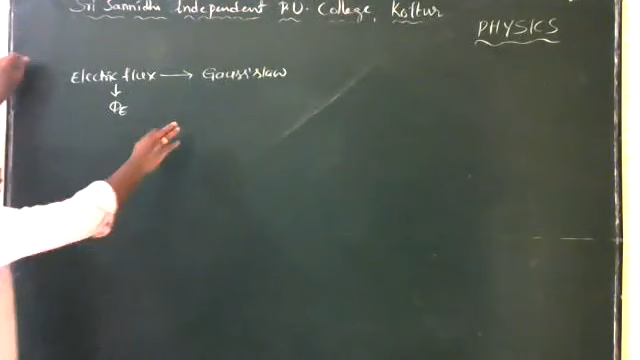 Sri Sannidhi Independent P.U. College, Kottur
PHYSICS
Electric flux → Gauss's law
↓
ΦE